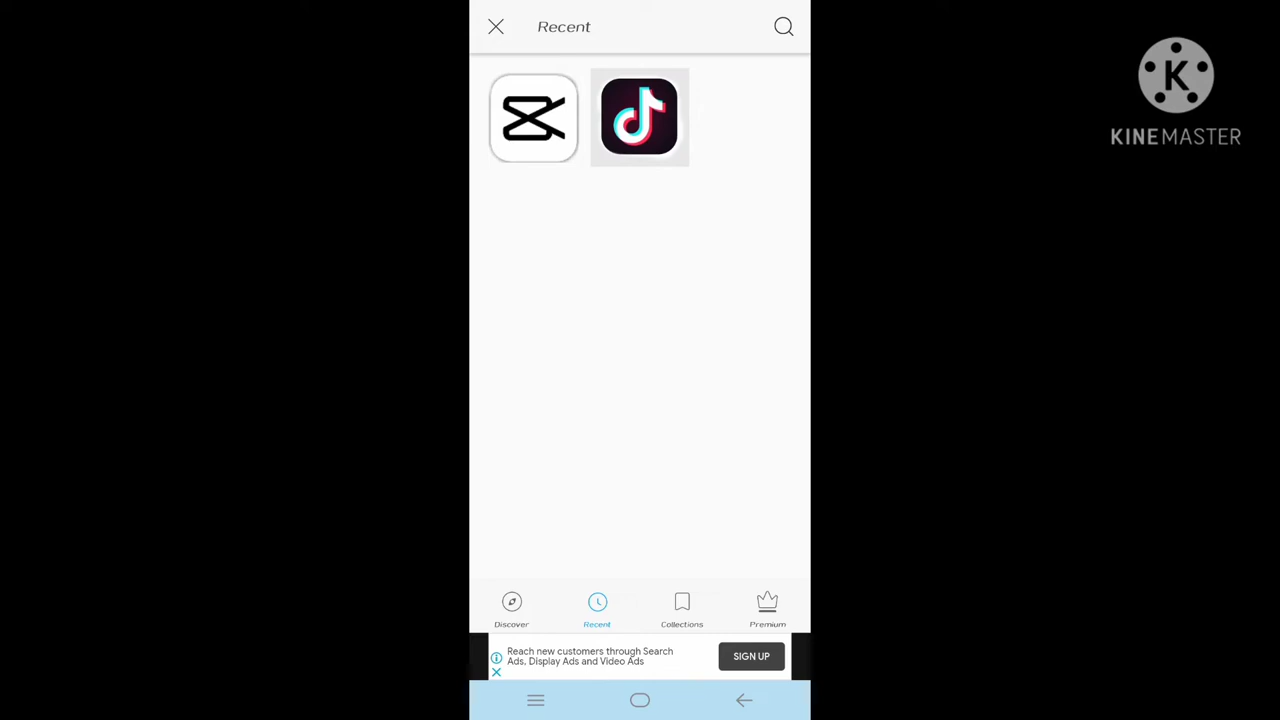 Recent
K
KINEMASTER
Discover
Recent
Collections
Premium
Reach new customers through Search
Ads, Display Ads and Video Ads
SIGN UP